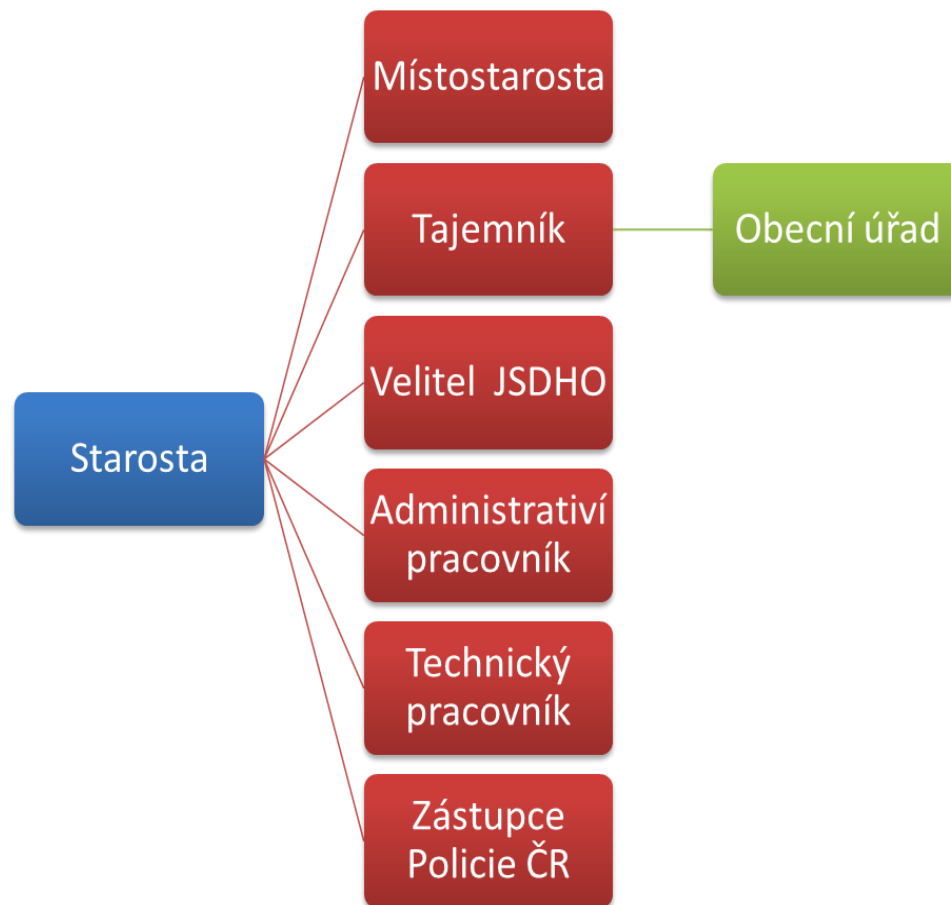 Místostarosta
Tajemník
Obecní úřad
Velitel  JSDHO
Starosta
Administrativí
pracovník
Technický
pracovník
Zástupce
Policie ČR